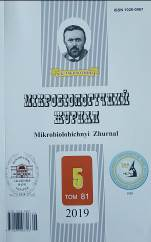 ISSN 1028-0987
МІКРОБІОЛОГІЧНИЙ
ЖУРНАЛ
Mikrobiolohichnyi Zhurnal
5
ТОМ 81
2019